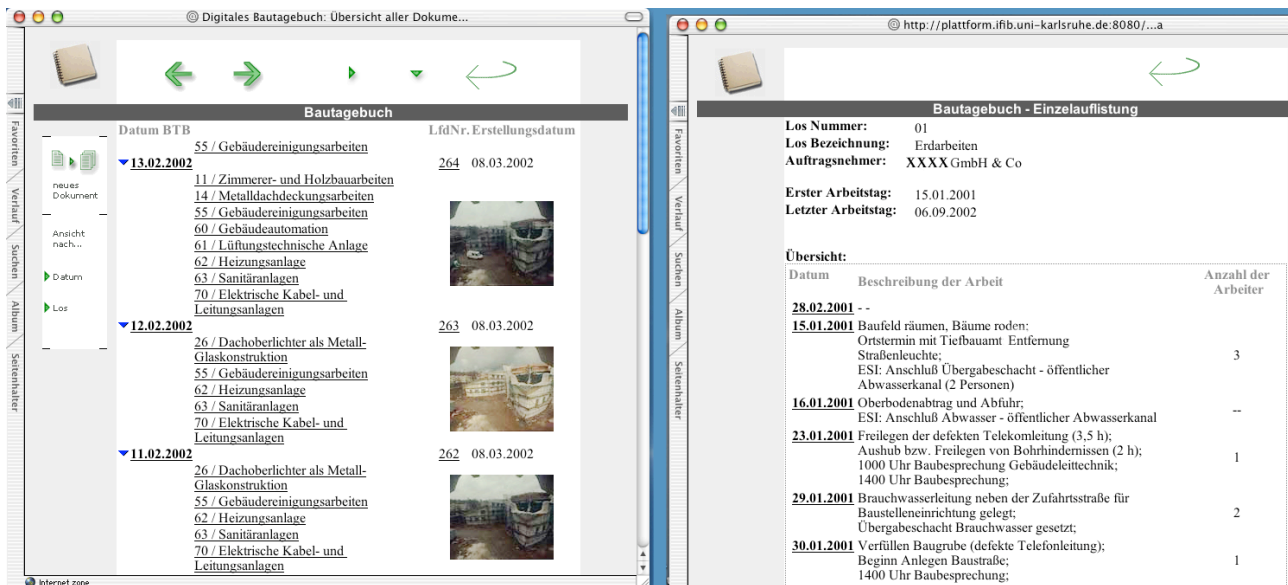 Digitales Bautagebuch: Übersicht aller Dokume...
Bautagebuch
Favoriten
Verlauf
Suchen
Album
Seitenhalter
neues
Dokument
Ansicht
nach...
Datum
Los
Datum BTB LfdNr. Erstellungsdatum
55 / Gebäudereinigungsarbeiten
13.02.2002 264 08.03.2002
11 / Zimmerer- und Holzbauarbeiten
14 / Metalldachdeckungsarbeiten
55 / Gebäudereinigungsarbeiten
60 / Gebäudeautomation
61 / Lüftungstechnische Anlage
62 / Heizungsanlage
63 / Sanitäranlagen
70 / Elektrische Kabel- und
Leitungsanlagen
12.02.2002 263 08.03.2002
26 / Dachoberlichter als Metall-
Glaskonstruktion
55 / Gebäudereinigungsarbeiten
62 / Heizungsanlage
63 / Sanitäranlagen
70 / Elektrische Kabel- und
Leitungsanlagen
11.02.2002 262 08.03.2002
26 / Dachoberlichter als Metall-
Glaskonstruktion
55 / Gebäudereinigungsarbeiten
62 / Heizungsanlage
63 / Sanitäranlagen
70 / Elektrische Kabel- und
Leitungsanlagen
Internet zone
http://plattform.ifib.uni-karlsruhe.de:8080/...a
Bautagebuch - Einzelauflistung
Favoriten
Verlauf
Suchen
Album
Seitenhalter
Los Nummer: 01
Los Bezeichnung: Erdarbeiten
Auftragsnehmer: XXXX GmbH & Co
Erster Arbeitstag: 15.01.2001
Letzter Arbeitstag: 06.09.2002
Übersicht:
Datum Beschreibung der Arbeit Anzahl der
Arbeiter
28.02.2001 - -
15.01.2001 Baufeld räumen, Bäume roden;
Ortstermin mit Tiefbauamt Entfernung
Straßenleuchte; 3
ESI: Anschluß Übergabeschacht - öffentlicher
Abwasserkanal (2 Personen)
16.01.2001 Oberbodenabtrag und Abfuhr; --
ESI: Anschluß Abwasser - öffentlicher Abwasserkanal
23.01.2001 Freilegen der defekten Telekomleitung (3,5 h);
Aushub bzw. Freilegen von Bohrhindernissen (2 h); 1
1000 Uhr Baubesprechung Gebäudeleittechnik;
1400 Uhr Baubesprechung;
29.01.2001 Brauchwasserleitung neben der Zufahrtsstraße für
Baustelleneinrichtung gelegt; 2
Übergabeschacht Brauchwasser gesetzt;
30.01.2001 Verfüllen Baugrube (defekte Telefonleitung);
Beginn Anlegen Baustraße; 1
1400 Uhr Baubesprechung;